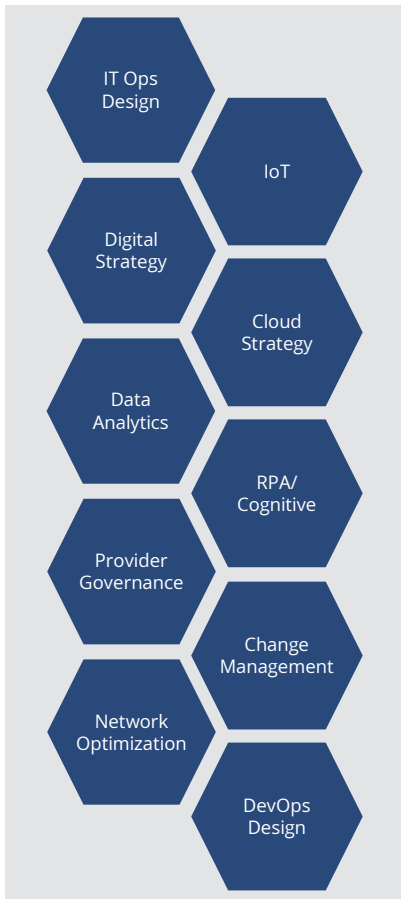 IT Ops
Design
IoT
Digital
Strategy
Cloud
Strategy
Data
Analytics
RPA/
Cognitive
Provider
Governance
Change
Management
Network
Optimization
DevOps
Design